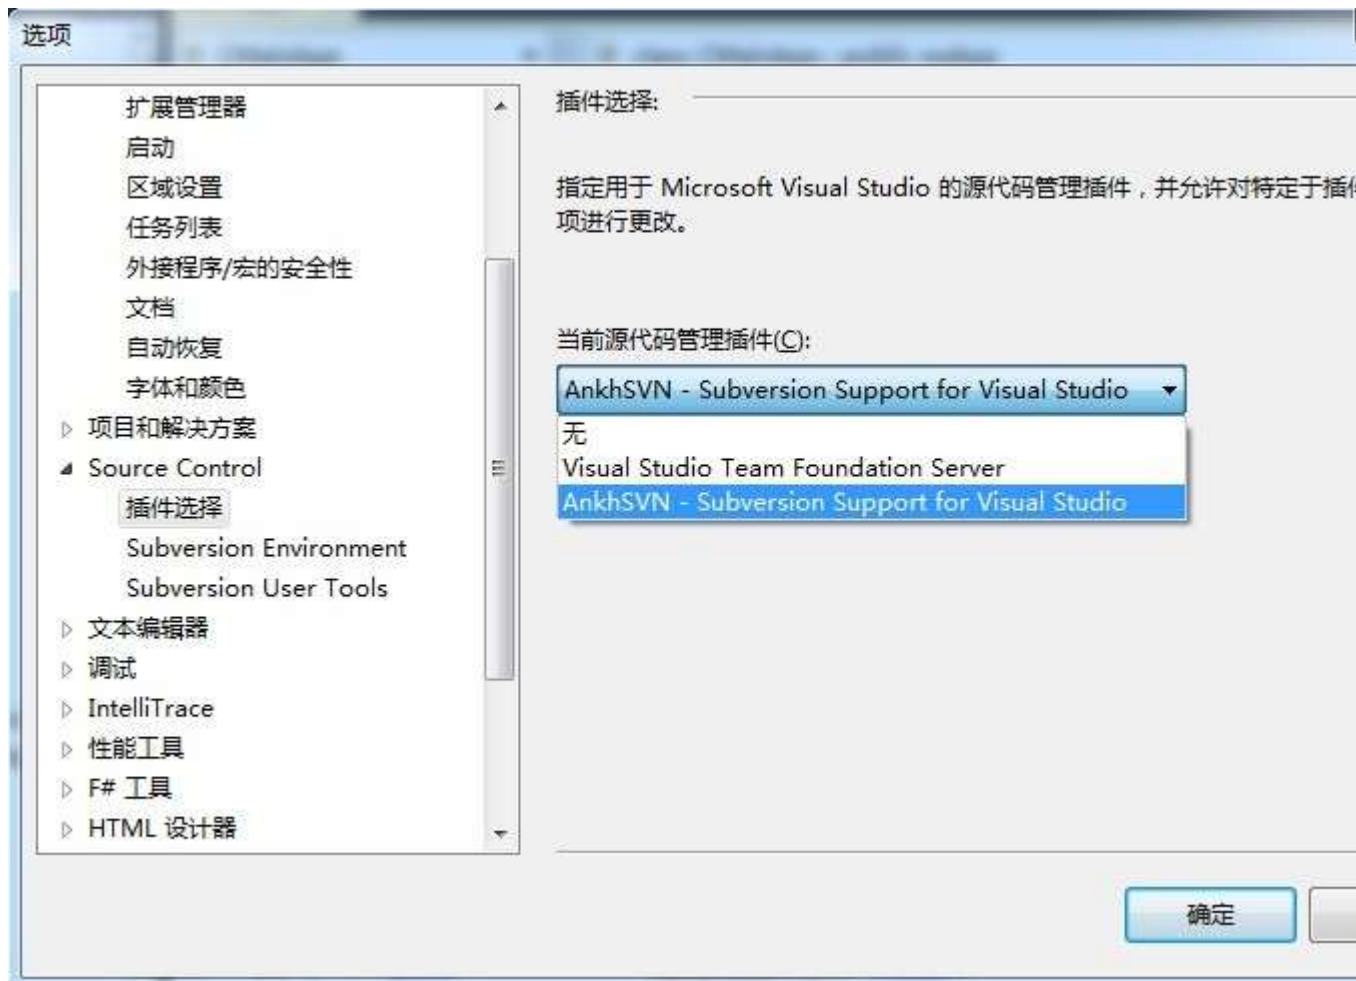 选项
扩展管理器
启动
区域设置
任务列表
外接程序/宏的安全性
文档
自动恢复
字体和颜色
项目和解决方案
Source Control
插件选择
Subversion Environment
Subversion User Tools
文本编辑器
调试
IntelliTrace
性能工具
F# 工具
HTML 设计器
插件选择:
指定用于 Microsoft Visual Studio 的源代码管理插件，并允许对特定于插件
项进行更改。
当前源代码管理插件(C):
AnkhSVN - Subversion Support for Visual Studio
无
Visual Studio Team Foundation Server
AnkhSVN - Subversion Support for Visual Studio
确定